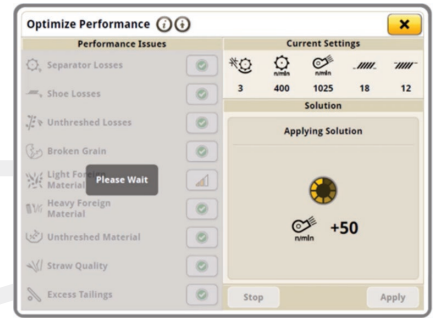 Optimize Performance
Performance Issues
Separator Losses
Shoe Losses
Unthreshed Losses
Broken Grain
Light Foreign
Material
Heavy Foreign
Material
Unthreshed Material
Straw Quality
Excess Tailings
Please Wait
Current Settings
n/min
n/min
3 400 1025 18 12
Solution
Applying Solution
n/min +50
Stop
Apply